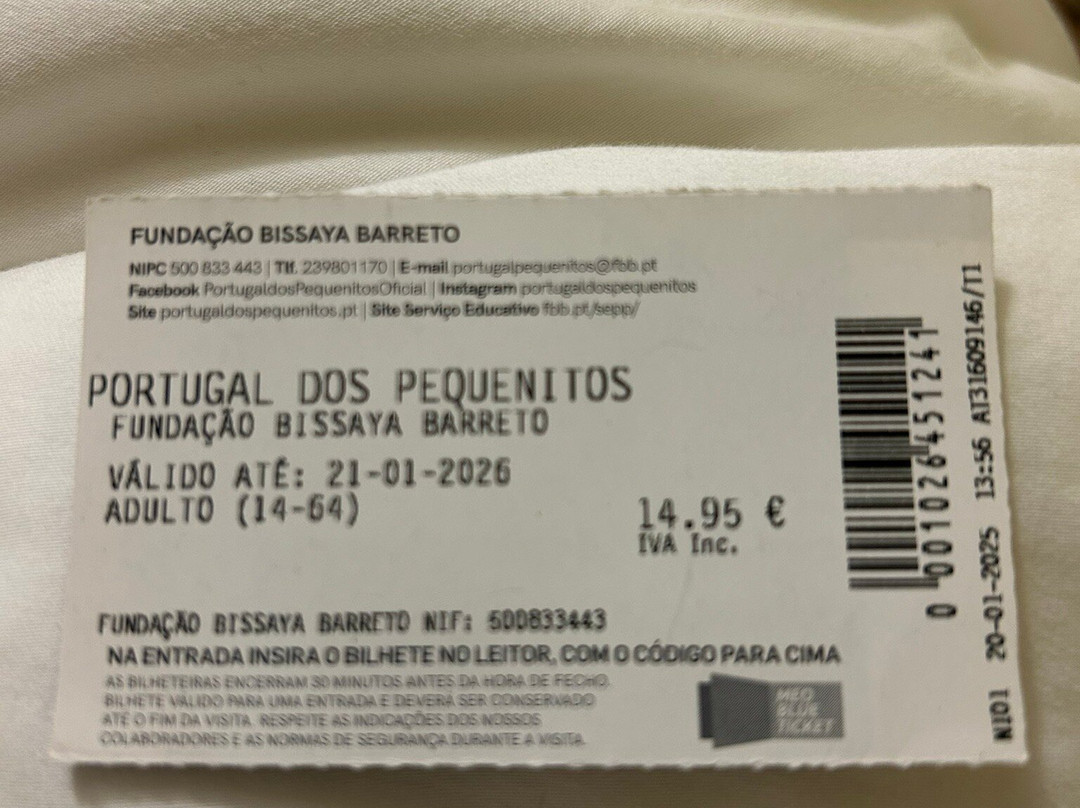 FUNDAÇÃO BISSAYA BARRETO
NIPC 500 833 443 | Tlf. 239801170 | E-mail portugalpequenitos@fbb.pt
Facebook PortugaldosPequenitosOficial | Instagram portugaldospequenitos
Site portugaldospequenitos.pt | Site Serviço Educativo fbb.pt/sepp/
PORTUGAL DOS PEQUENITOS
FUNDAÇÃO BISSAYA BARRETO
VÁLIDO ATÉ: 21-01-2026
ADULTO (14-64)
14.95 €
IVA Inc.
FUNDAÇÃO BISSAYA BARRETO NIF: 500833443
NA ENTRADA INSIRA O BILHETE NO LEITOR, COM O CÓDIGO PARA CIMA
AS BILHETEIRAS ENCERRAM 30 MINUTOS ANTES DA HORA DE FECHO.
BILHETE VÁLIDO PARA UMA ENTRADA E DEVERÁ SER CONSERVADO
ATÉ O FIM DA VISITA. RESPEITE AS INDICAÇÕES DOS NOSSOS
COLABORADORES E AS NORMAS DE SEGURANÇA DURANTE A VISITA.
MEO
BLUE
TICKET
0 001026451241
N101 20-01-2025 13:56 AT31609146/T1